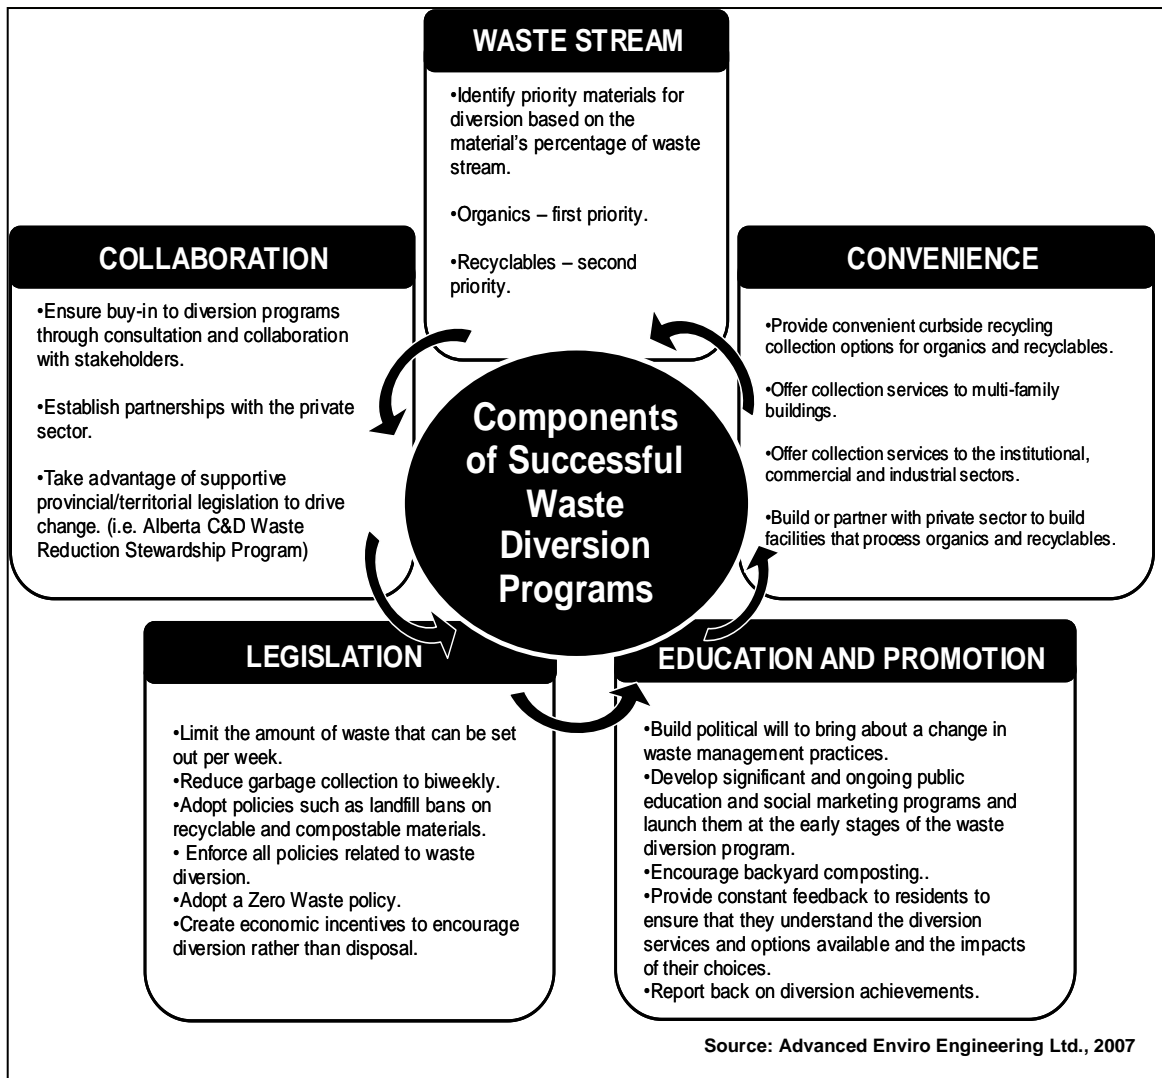 WASTE STREAM
•Identify priority materials for
diversion based on the
material's percentage of waste
stream.
•Organics – first priority.
•Recyclables – second
priority.
COLLABORATION
•Ensure buy-in to diversion programs
through consultation and collaboration
with stakeholders.
•Establish partnerships with the private
sector.
•Take advantage of supportive
provincial/territorial legislation to drive
change. (i.e. Alberta C&D Waste
Reduction Stewardship Program)
CONVENIENCE
•Provide convenient curbside recycling
collection options for organics and recyclables.
•Offer collection services to multi-family
buildings.
•Offer collection services to the institutional,
commercial and industrial sectors.
•Build or partner with private sector to build
facilities that process organics and recyclables.
Components
of Successful
Waste
Diversion
Programs
LEGISLATION
•Limit the amount of waste that can be set
out per week.
•Reduce garbage collection to biweekly.
•Adopt policies such as landfill bans on
recyclable and compostable materials.
• Enforce all policies related to waste
diversion.
•Adopt a Zero Waste policy.
•Create economic incentives to encourage
diversion rather than disposal.
EDUCATION AND PROMOTION
•Build political will to bring about a change in
waste management practices.
•Develop significant and ongoing public
education and social marketing programs and
launch them at the early stages of the waste
diversion program.
•Encourage backyard composting..
•Provide constant feedback to residents to
ensure that they understand the diversion
services and options available and the impacts
of their choices.
•Report back on diversion achievements.
Source: Advanced Enviro Engineering Ltd., 2007